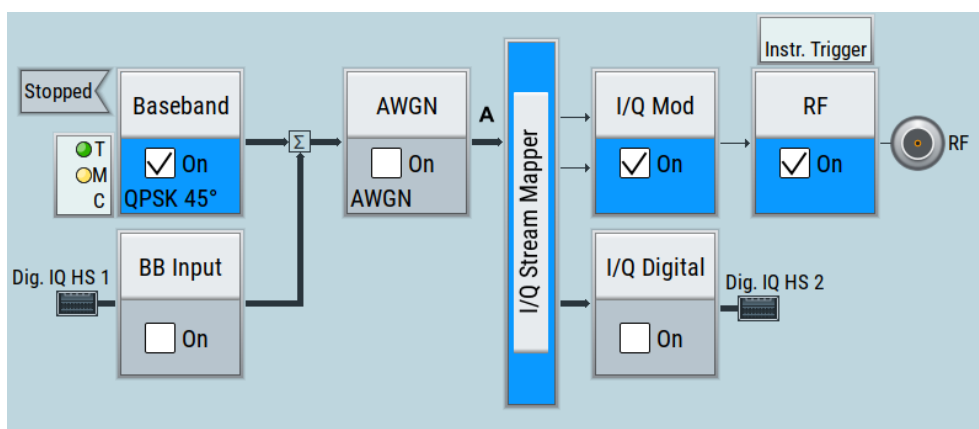 Instr. Trigger
Stopped
Baseband
On
QPSK 45°
T
M
C
Σ
AWGN
On
AWGN
A
I/Q Stream Mapper
I/Q Mod
On
RF
On
RF
Dig. IQ HS 1
BB Input
On
I/Q Digital
On
Dig. IQ HS 2